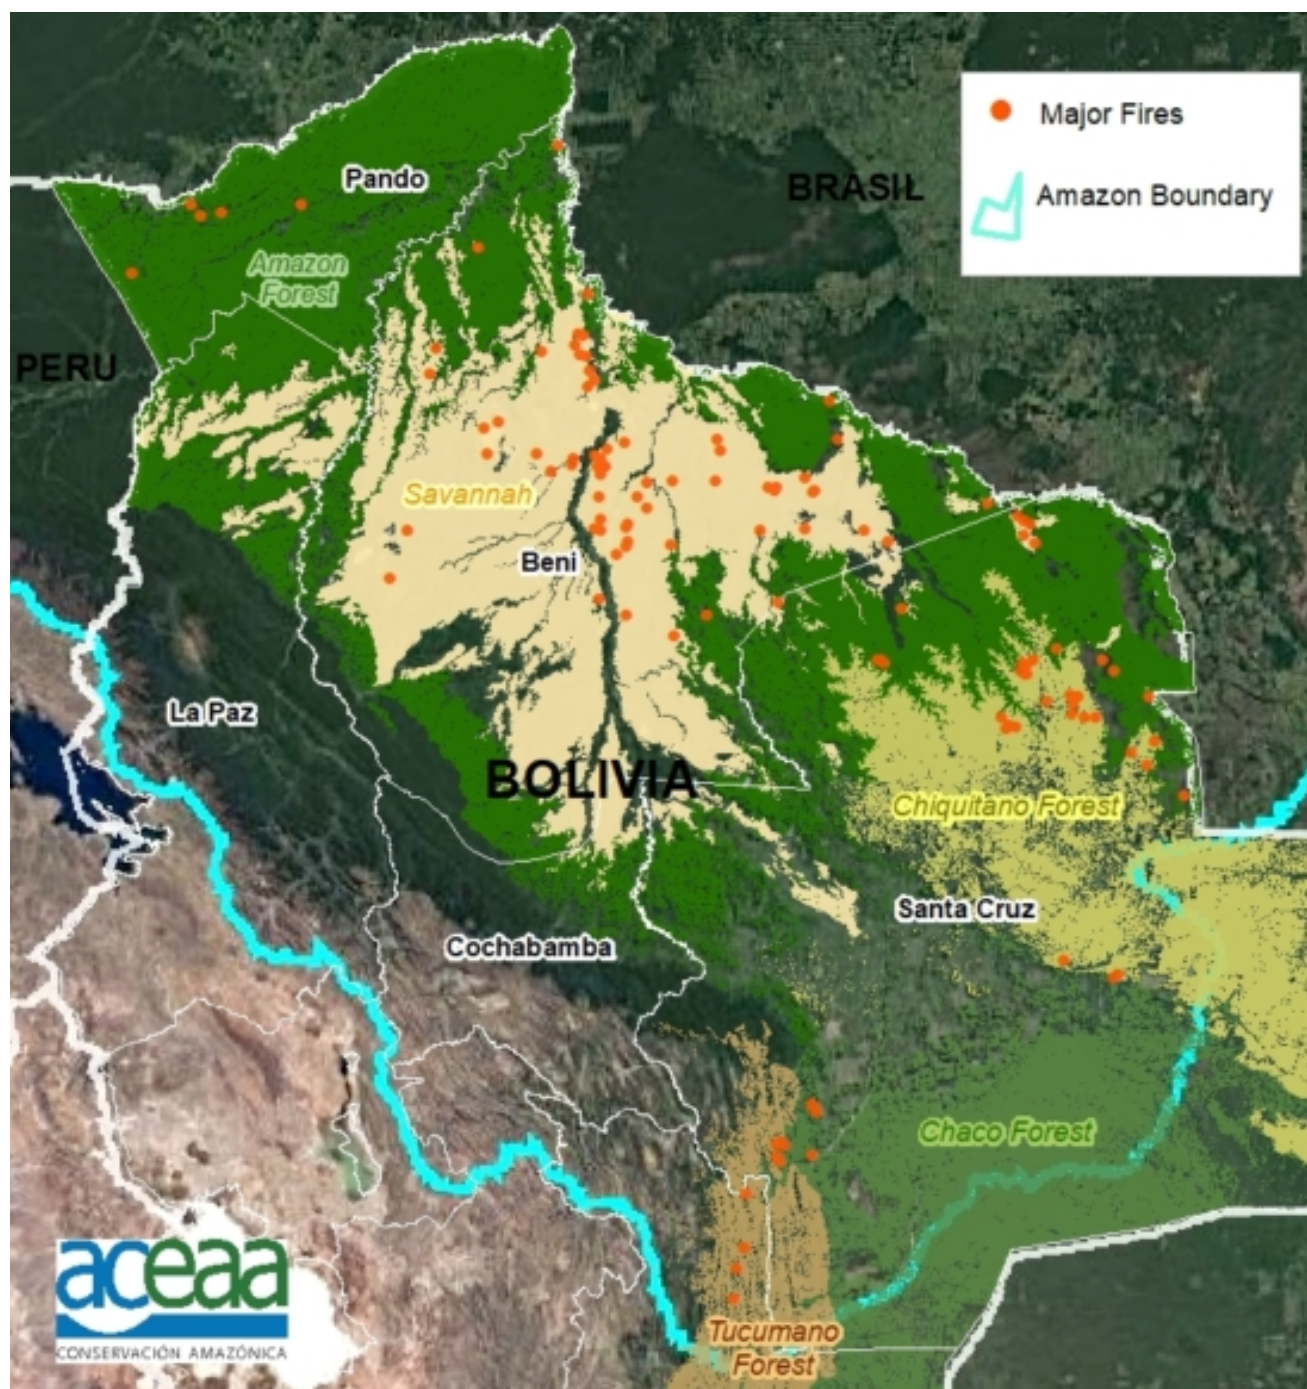 Major Fires
Amazon Boundary
Pando
BRASIL
Amazon
Forest
PERU
Savannah
Beni
La Paz
BOLIVIA
Chiquitano Forest
Santa Cruz
Cochabamba
Chaco Forest
aceaa
CONSERVACIÓN AMAZÓNICA
Tucumano
Forest